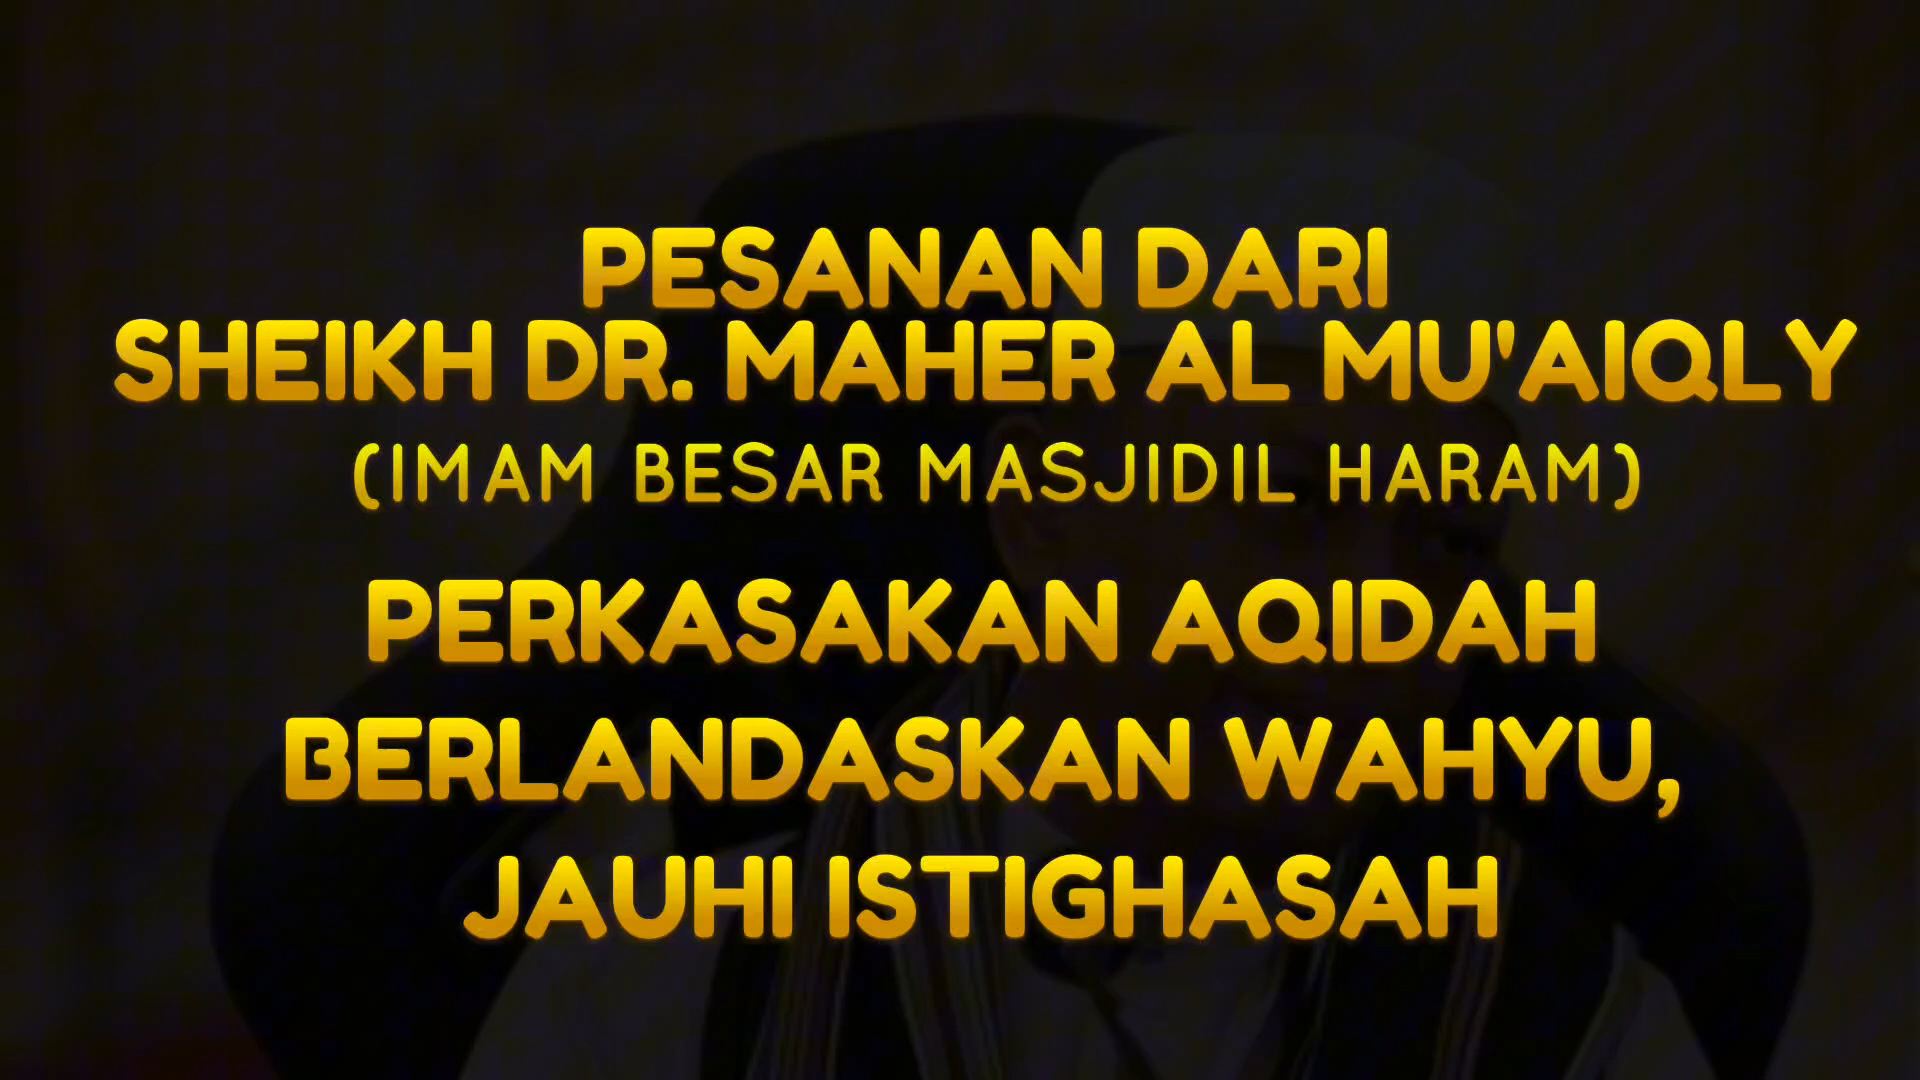 PESANAN DARI
SHEIKH DR. MAHER AL MU'AIQLY
(IMAM BESAR MASJIDIL HARAM)
PERKASAKAN AQIDAH
BERLANDASKAN WAHYU,
JAUHI ISTIGHASAH